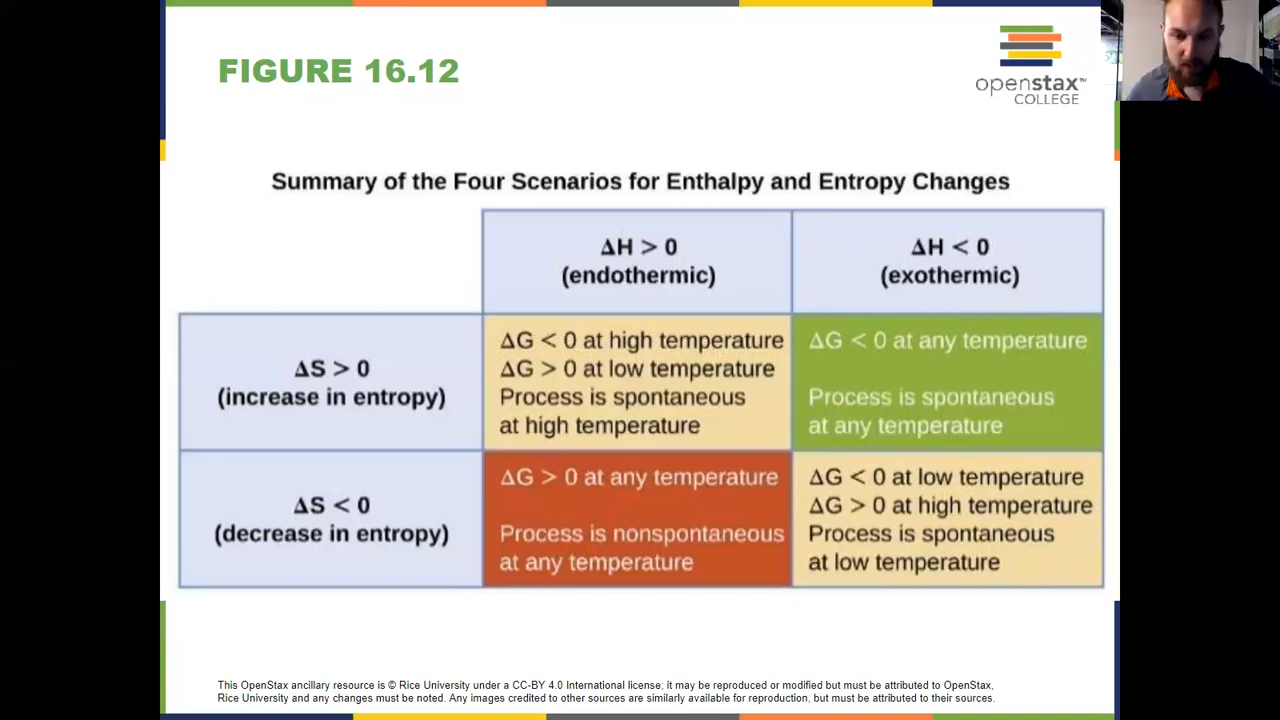 FIGURE 16.12
openstax™
COLLEGE
Summary of the Four Scenarios for Enthalpy and Entropy Changes
ΔH > 0
(endothermic)
ΔH < 0
(exothermic)
ΔS > 0
(increase in entropy)
ΔG < 0 at high temperature
ΔG > 0 at low temperature
Process is spontaneous
at high temperature
ΔG < 0 at any temperature
Process is spontaneous
at any temperature
ΔS < 0
(decrease in entropy)
ΔG > 0 at any temperature
Process is nonspontaneous
at any temperature
ΔG < 0 at low temperature
ΔG > 0 at high temperature
Process is spontaneous
at low temperature
This OpenStax ancillary resource is © Rice University under a CC-BY 4.0 International license; it may be reproduced or modified but must be attributed to OpenStax,
Rice University and any changes must be noted. Any images credited to other sources are similarly available for reproduction, but must be attributed to their sources.